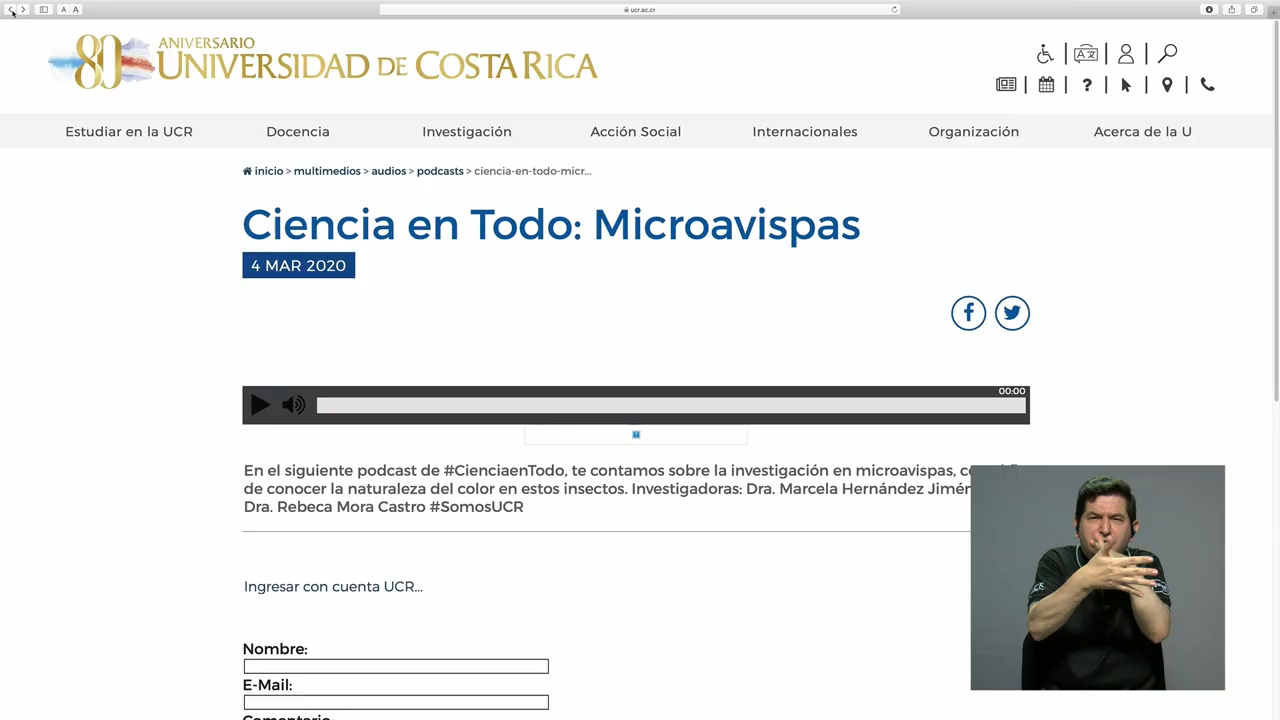 A A
ucr.ac.cr
80 ANIVERSARIO
UNIVERSIDAD DE COSTA RICA
Estudiar en la UCR Docencia Investigación Acción Social Internacionales Organización Acerca de la U
inicio > multimedios > audios > podcasts > ciencia-en-todo-micr...
Ciencia en Todo: Microavispas
4 MAR 2020
00:00
En el siguiente podcast de #CienciaenTodo, te contamos sobre la investigación en microavispas,
de conocer la naturaleza del color en estos insectos. Investigadoras: Dra. Marcela Hernández
Dra. Rebeca Mora Castro #SomosUCR
Ingresar con cuenta UCR...
Nombre:
E-Mail:
Comentario: